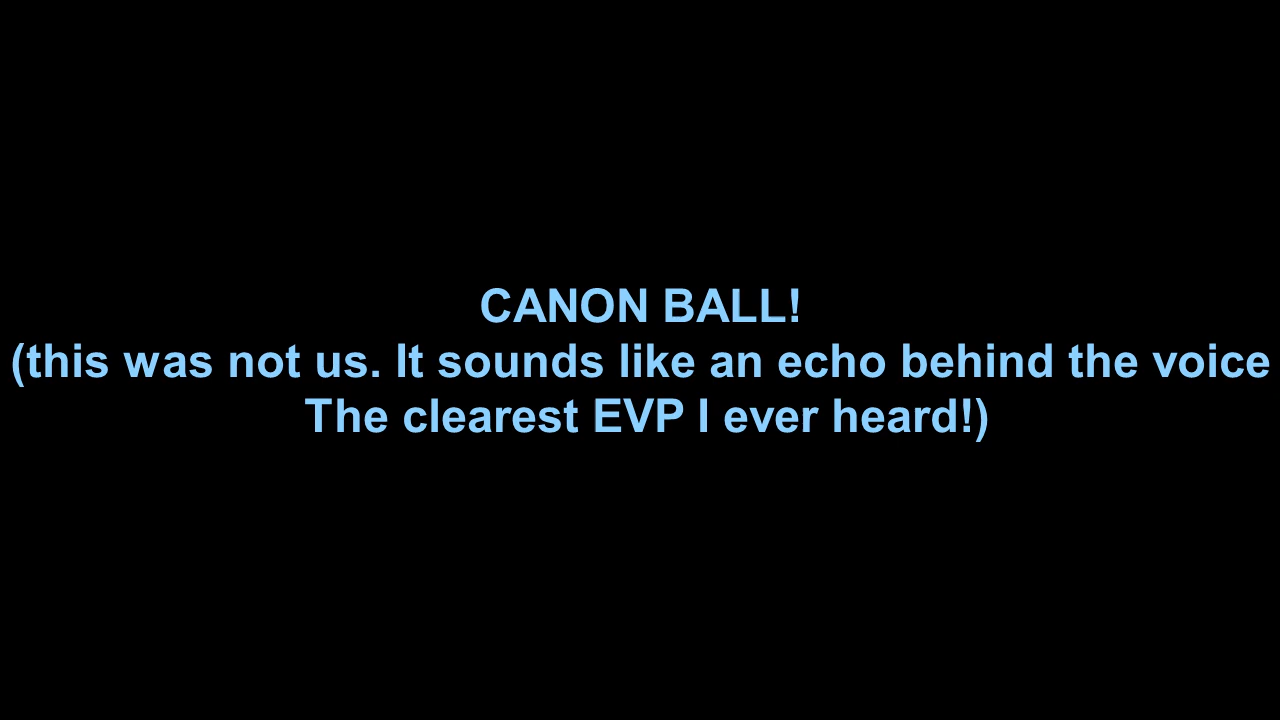 CANON BALL!
(this was not us. It sounds like an echo behind the voice
The clearest EVP I ever heard!)